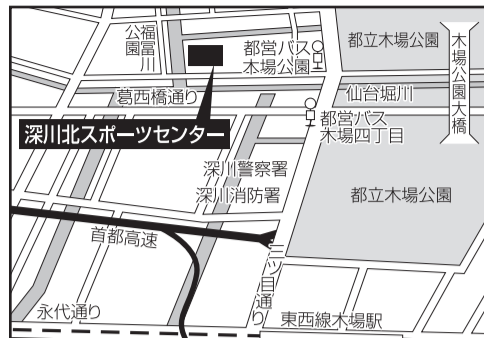 福冨川
公園
都営バス
木場公園
都立木場公園
木場公園大橋
葛西橋通り
仙台堀川
都営バス
木場四丁目
深川北スポーツセンター
深川警察署
深川消防署
都立木場公園
首都高速
三ツ目通り
永代通り
東西線木場駅